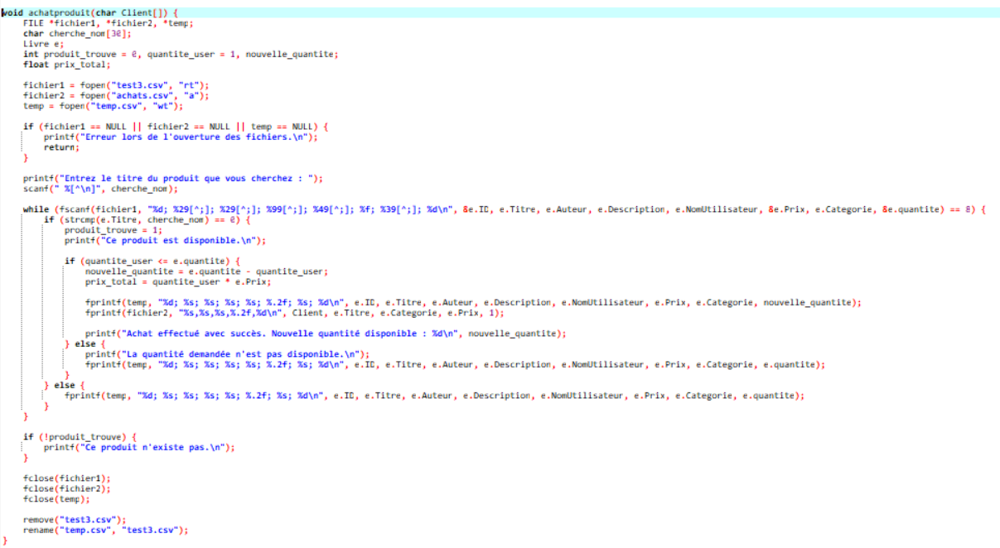 void achatproduit(char Client[]) {
FILE *fichier1, *fichier2, *temp;
char cherche_nom[30];
Livre e;
int produit_trouve = 0, quantite_user = 1, nouvelle_quantite;
float prix_total;
fichier1 = fopen("test3.csv", "rt");
fichier2 = fopen("achats.csv", "a");
temp = fopen("temp.csv", "wt");
if (fichier1 == NULL || fichier2 == NULL || temp == NULL) {
printf("Erreur lors de l'ouverture des fichiers.\n");
return;
}
printf("Entrez le titre du produit que vous cherchez : ");
scanf(" %[^\n]", cherche_nom);
while (fscanf(fichier1, "%d; %29[^;]; %29[^;]; %99[^;]; %49[^;]; %f; %39[^;]; %d\n", &e.ID, e.Titre, e.Auteur, e.Description, e.NomUtilisateur, &e.Prix, e.Categorie, &e.quantite) == 8) {
if (strcmp(e.Titre, cherche_nom) == 0) {
produit_trouve = 1;
printf("Ce produit est disponible.\n");
if (quantite_user <= e.quantite) {
nouvelle_quantite = e.quantite - quantite_user;
prix_total = quantite_user * e.Prix;
fprintf(temp, "%d; %s; %s; %s; %s; %.2f; %s; %d\n", e.ID, e.Titre, e.Auteur, e.Description, e.NomUtilisateur, e.Prix, e.Categorie, nouvelle_quantite);
fprintf(fichier2, "%s,%s,%s,%.2f,%d\n", Client, e.Titre, e.Categorie, e.Prix, 1);
printf("Achat effectué avec succès. Nouvelle quantité disponible : %d\n", nouvelle_quantite);
} else {
printf("La quantité demandée n'est pas disponible.\n");
fprintf(temp, "%d; %s; %s; %s; %s; %.2f; %s; %d\n", e.ID, e.Titre, e.Auteur, e.Description, e.NomUtilisateur, e.Prix, e.Categorie, e.quantite);
}
} else {
fprintf(temp, "%d; %s; %s; %s; %s; %.2f; %s; %d\n", e.ID, e.Titre, e.Auteur, e.Description, e.NomUtilisateur, e.Prix, e.Categorie, e.quantite);
}
}
if (!produit_trouve) {
printf("Ce produit n'existe pas.\n");
}
fclose(fichier1);
fclose(fichier2);
fclose(temp);
remove("test3.csv");
rename("temp.csv", "test3.csv");
}